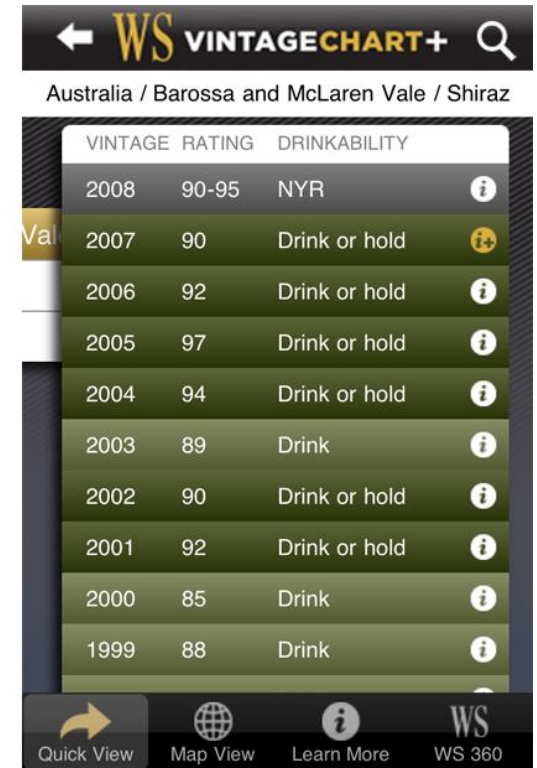 WS VINTAGECHART+
Australia / Barossa and McLaren Vale / Shiraz
VINTAGE RATING DRINKABILITY
2008 90-95 NYR i
Val
2007 90 Drink or hold i+
2006 92 Drink or hold i
2005 97 Drink or hold i
2004 94 Drink or hold i
2003 89 Drink i
2002 90 Drink or hold i
2001 92 Drink or hold i
2000 85 Drink i
1999 88 Drink i
i WS
Quick View Map View Learn More WS 360